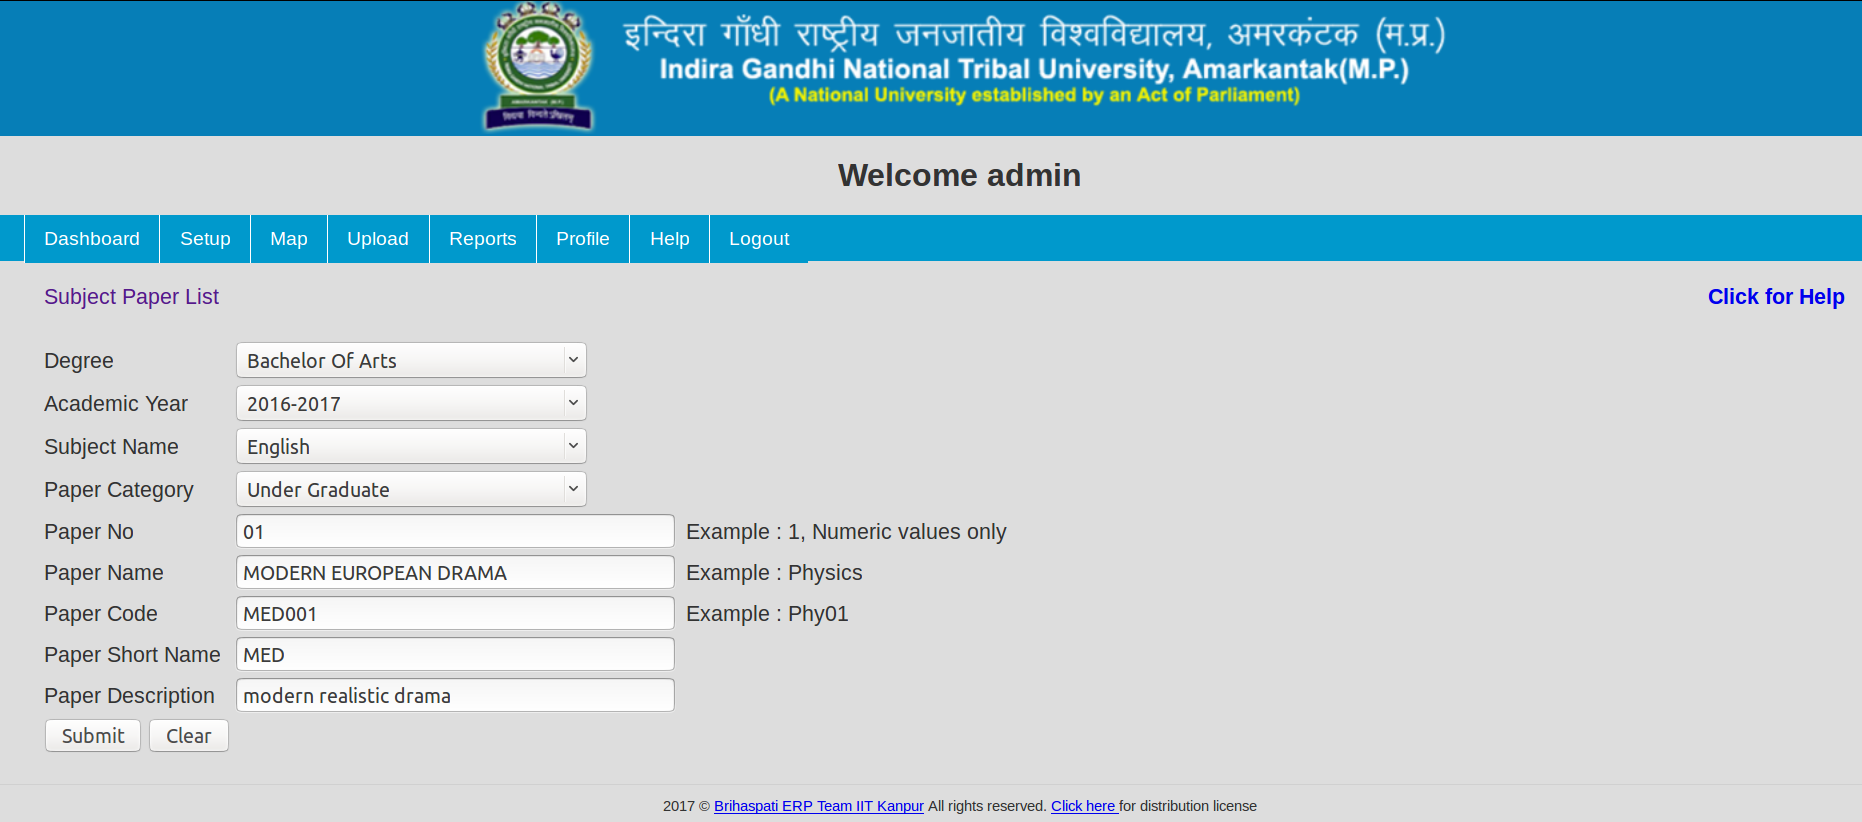 इन्दिरा गाँधी राष्ट्रीय जनजातीय विश्वविद्यालय, अमरकंटक (म.प्र.)
Indira Gandhi National Tribal University, Amarkantak(M.P.)
(A National University established by an Act of Parliament)
AMARKANTAK (M.P.)
Welcome admin
Dashboard Setup Map Upload Reports Profile Help Logout
Subject Paper List Click for Help
Degree Bachelor Of Arts
Academic Year 2016-2017
Subject Name English
Paper Category Under Graduate
Paper No 01 Example : 1, Numeric values only
Paper Name MODERN EUROPEAN DRAMA Example : Physics
Paper Code MED001 Example : Phy01
Paper Short Name MED
Paper Description modern realistic drama
Submit Clear
2017 © Brihaspati ERP Team IIT Kanpur All rights reserved. Click here for distribution license